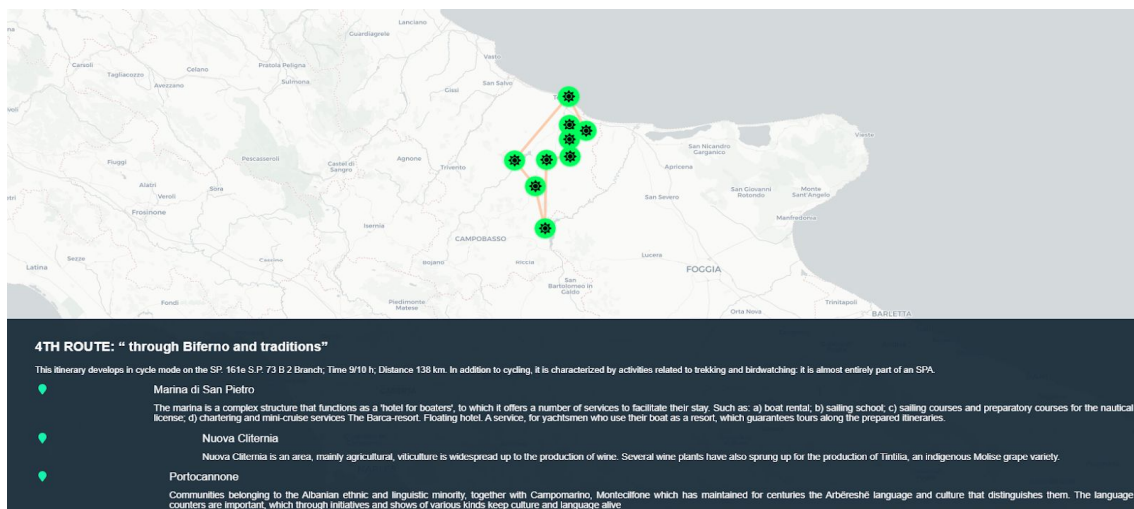 Lanciano
Guardiagrele
Vasto
Carsoli
Celano
Pratola Peligna
Tagliacozzo
Sulmona
Avezzano
San Salvo
Gissi
Vieste
San Nicandro
Garganico
Fiuggi
Pescasseroli
Castel di
Sangro
Agnone
Trivento
Apricena
Alatri
Veroli
Sora
San Giovanni
Rotondo
Monte
Sant'Angelo
San Severo
Frosinone
Manfredonia
Isernia
CAMPOBASSO
Sezze
Cassino
Bojano
Riccia
Lucera
Latina
FOGGIA
San
Bartolomeo in
Galdo
Fondi
Piedimonte
Matese
Trinitapoli
Orta Nova
BARLETTA
4TH ROUTE: “ through Biferno and traditions”
This itinerary develops in cycle mode on the SP. 161e S.P. 73 B 2 Branch; Time 9/10 h; Distance 138 km. In addition to cycling, it is characterized by activities related to trekking and birdwatching: it is almost entirely part of an SPA.
Marina di San Pietro
The marina is a complex structure that functions as a 'hotel for boaters', to which it offers a number of services to facilitate their stay. Such as: a) boat rental; b) sailing school; c) sailing courses and preparatory courses for the nautical
license; d) chartering and mini-cruise services The Barca-resort. Floating hotel. A service, for yachtsmen who use their boat as a resort, which guarantees tours along the prepared itineraries.
Nuova Cliternia
Nuova Cliternia is an area, mainly agricultural, viticulture is widespread up to the production of wine. Several wine plants have also sprung up for the production of Tintilia, an indigenous Molise grape variety.
Portocannone
Communities belonging to the Albanian ethnic and linguistic minority, together with Campomarino, Montecilfone which has maintained for centuries the Arbëreshë language and culture that distinguishes them. The language
counters are important, which through initiatives and shows of various kinds keep culture and language alive